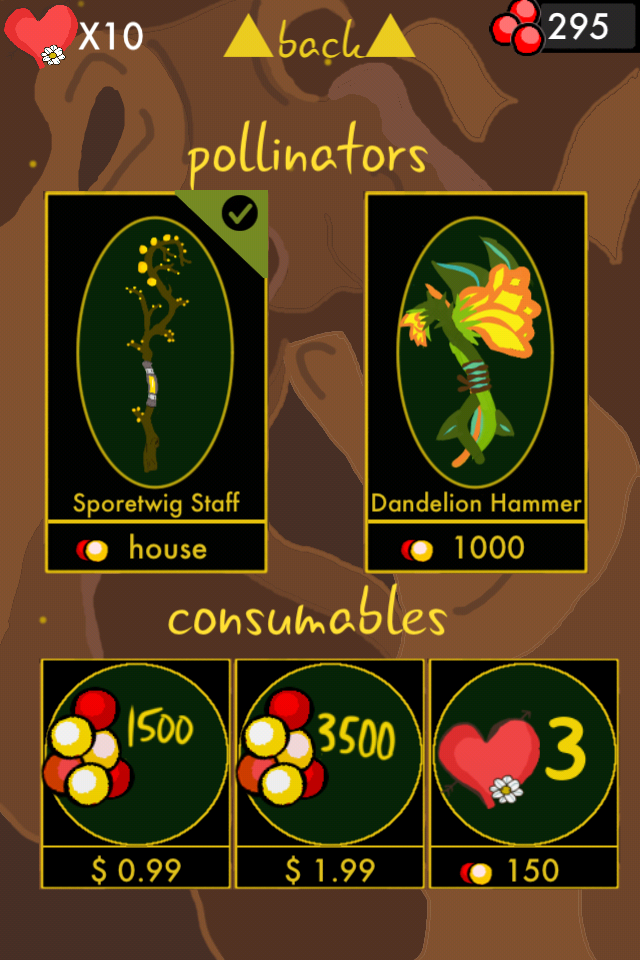 X10
back
295
pollinators
Sporetwig Staff
Dandelion Hammer
house
1000
consumables
1500
3500
3
$ 0.99
$ 1.99
150